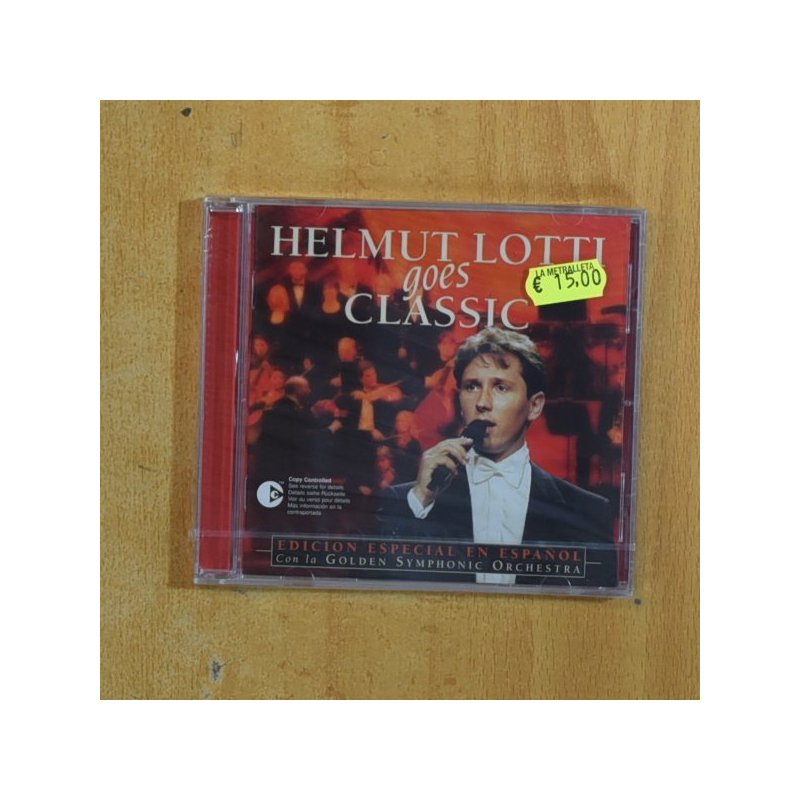 HELMUT LOTTI
goes
CLASSIC
LA METRALLETA
€ 15,00
Copy Controlled
See reverse for details
Details siehe Rückseite
Voir au verso pour détails
Más información en la
contraportada
EDICION ESPECIAL EN ESPAÑOL
Con la GOLDEN SYMPHONIC ORCHESTRA